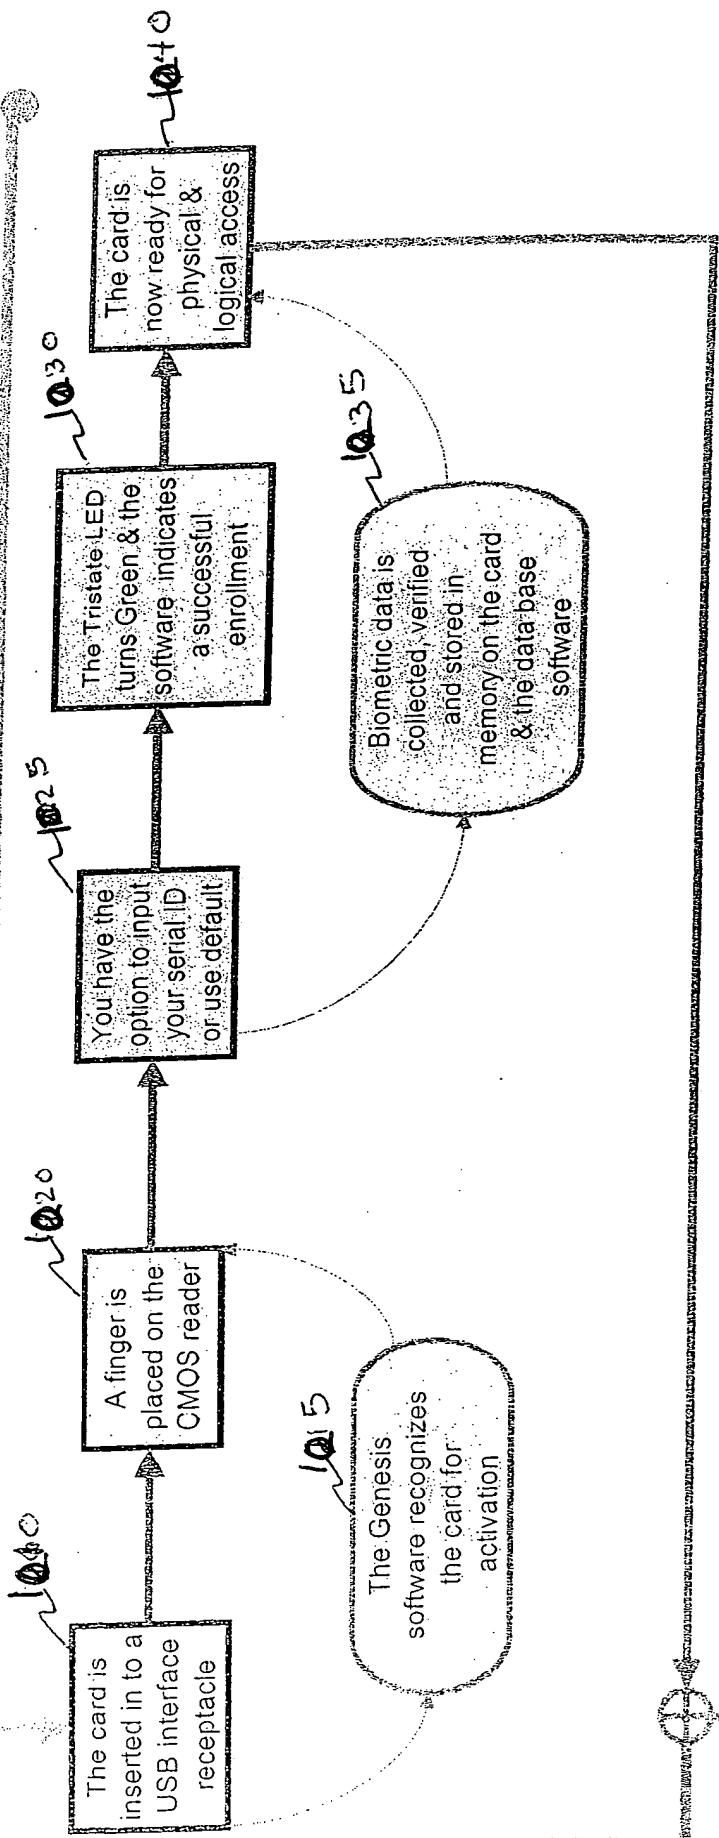 1010
The card is
inserted in to a
USB interface
receptacle
1015
The Genesis
software recognizes
the card for
activation
1020
A finger is
placed on the
CMOS reader
1025
You have the
option to input
your serial ID
or use default
1030
The Tristate LED
turns Green & the
software indicates
a successful
enrollment
1035
Biometric data is
collected, verified
and stored in
memory on the card
& the data base
software
1040
The card is
now ready for
physical &
logical access